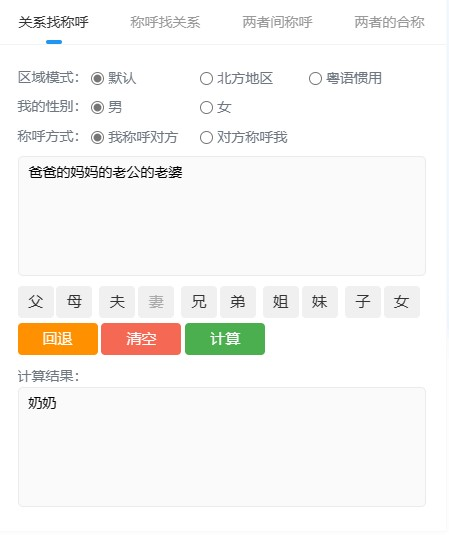 关系找称呼 称呼找关系 两者间称呼 两者的合称
区域模式: 默认 北方地区 粤语惯用
我的性别: 男 女
称呼方式: 我称呼对方 对方称呼我
爸爸的妈妈的老公的老婆
父 母 夫 妻 兄 弟 姐 妹 子 女
回退 清空 计算
计算结果:
奶奶